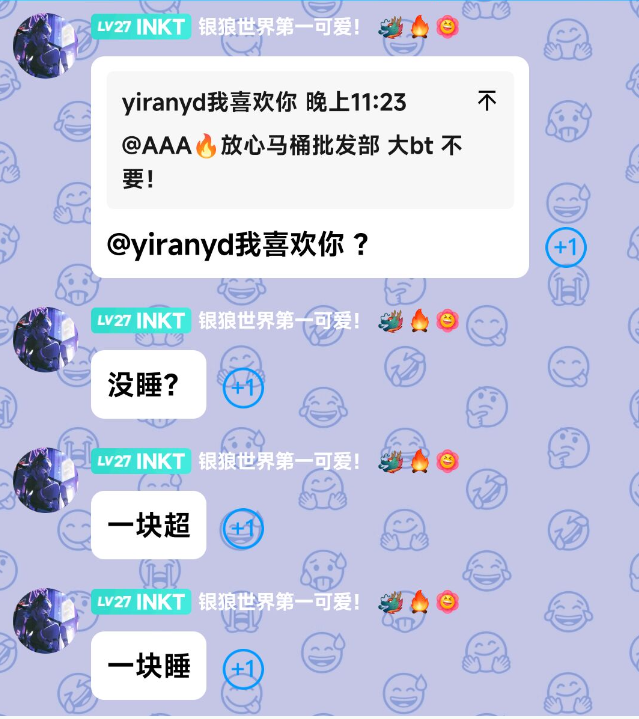 LV27 INKT 银狼世界第一可爱！🐲🔥🌸
yiranyd我喜欢你 晚上11:23
@AAA🔥放心马桶批发部 大bt 不
要！
@yiranyd我喜欢你 ？
+1
LV27 INKT 银狼世界第一可爱！🐲🔥🌸
没睡？
+1
LV27 INKT 银狼世界第一可爱！🐲🔥🌸
一块超
+1
LV27 INKT 银狼世界第一可爱！🐲🔥🌸
一块睡
+1